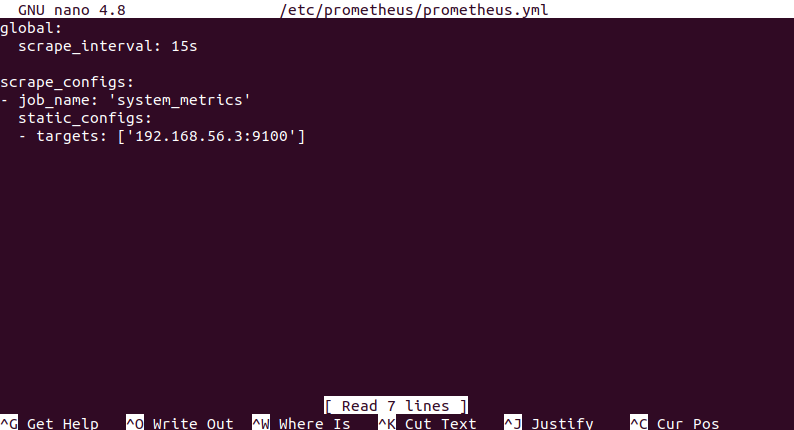 GNU nano 4.8 /etc/prometheus/prometheus.yml
global:
  scrape_interval: 15s
scrape_configs:
- job_name: 'system_metrics'
  static_configs:
  - targets: ['192.168.56.3:9100']
[ Read 7 lines ]
^G Get Help ^O Write Out ^W Where Is ^K Cut Text ^J Justify ^C Cur Pos